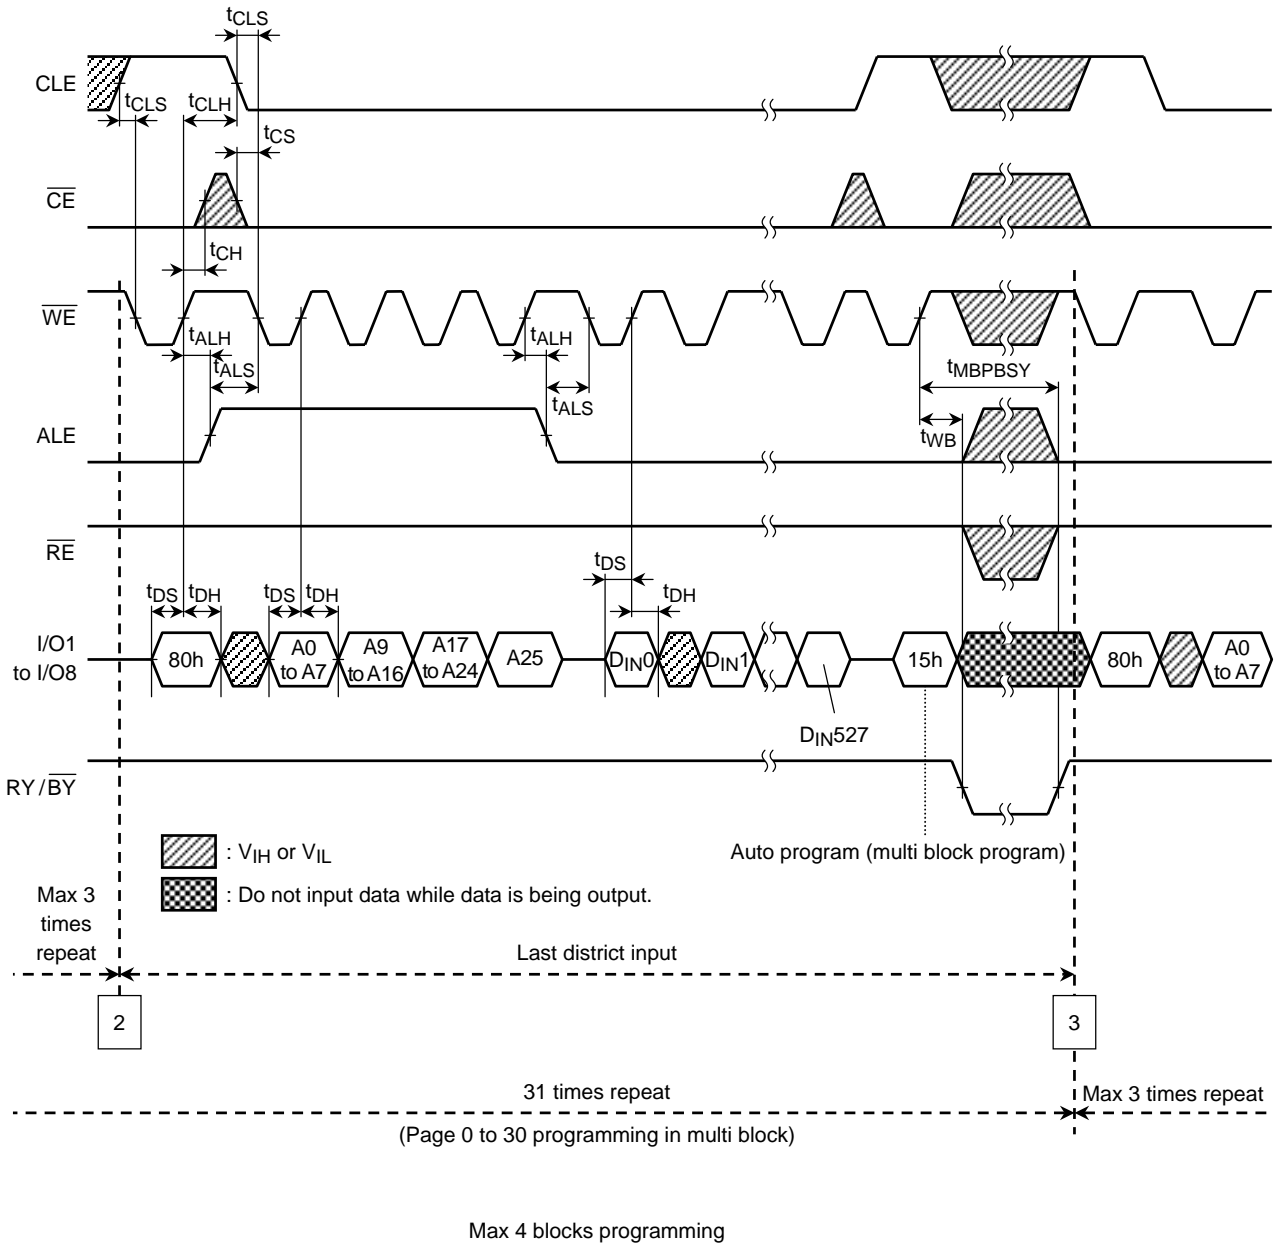 tCLS
CLE
tCLS
tCLH
tCS
CE
tCH
WE
tALH
tALH
tALS
tMBPBSY
tALS
ALE
tWB
RE
tDS
tDS
tDH
tDS
tDH
tDH
I/O1
to I/O8
80h
A0
to A7
A9
to A16
A17
to A24
A25
DIN0
DIN1
15h
80h
A0
to A7
DIN527
RY/BY
: VIH or VIL
Auto program (multi block program)
: Do not input data while data is being output.
Max 3
times
repeat
Last district input
2
3
31 times repeat
Max 3 times repeat
(Page 0 to 30 programming in multi block)
Max 4 blocks programming